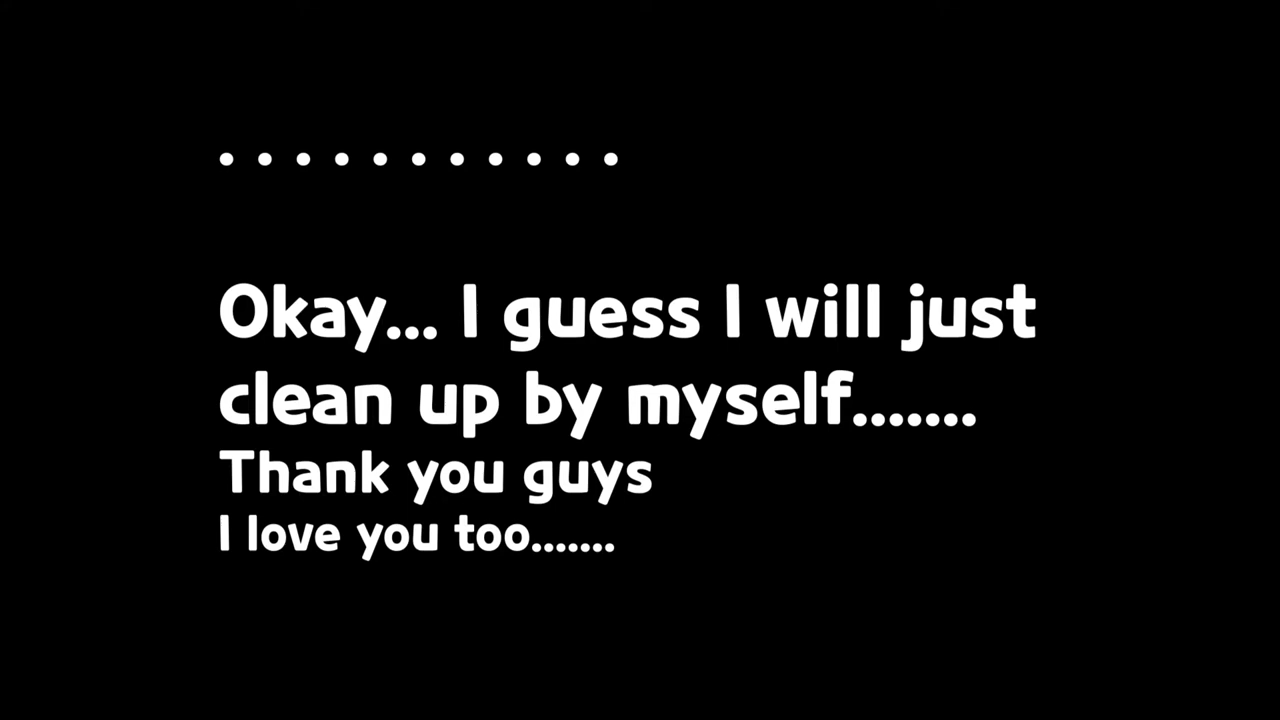 ...........
Okay... I guess I will just
clean up by myself.......
Thank you guys
I love you too.......